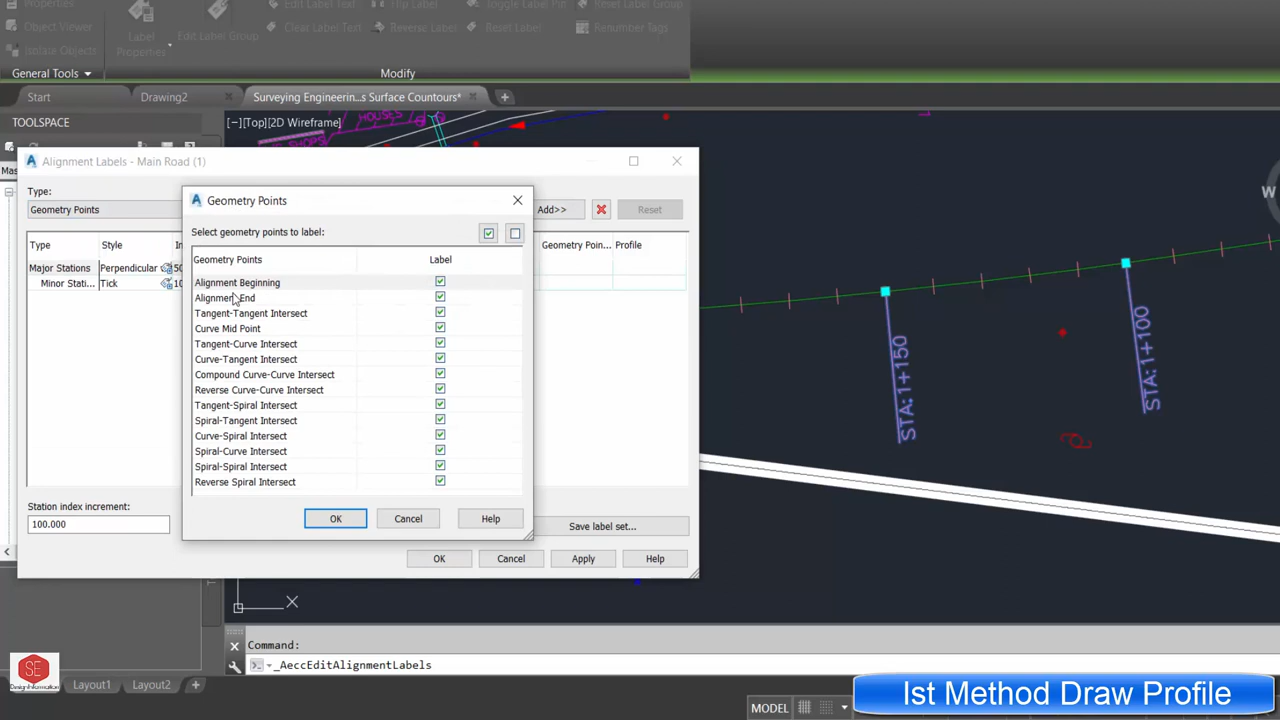 Properties
Object Viewer
Isolate Objects
General Tools
Label
Properties
Edit Label Group
Edit Label Text
Clear Label Text
Flip Label
Reverse Label
Toggle Label Pin
Reset Label
Reset Label Group
Renumber Tags
Modify
Start
Drawing2
Surveying Engineerin...s Surface Countours*
TOOLSPACE
[−][Top][2D Wireframe]
HOUSES
SHOPS
W
Alignment Labels - Main Road (1)
Type:
Geometry Points
Add>>
Reset
Type
Style
Geometry Poin...
Profile
Major Stations
Perpendicular
Minor Stati...
Tick
Geometry Points
Select geometry points to label:
Geometry Points
Label
Alignment Beginning
Alignment End
Tangent-Tangent Intersect
Curve Mid Point
Tangent-Curve Intersect
Curve-Tangent Intersect
Compound Curve-Curve Intersect
Reverse Curve-Curve Intersect
Tangent-Spiral Intersect
Spiral-Tangent Intersect
Curve-Spiral Intersect
Spiral-Curve Intersect
Spiral-Spiral Intersect
Reverse Spiral Intersect
OK
Cancel
Help
Station index increment:
100.000
Save label set...
OK
Cancel
Apply
Help
STA:1+150
STA:1+100
X
Command:
_AeccEditAlignmentLabels
SE
Design Information
Layout1
Layout2
MODEL
Ist Method Draw Profile